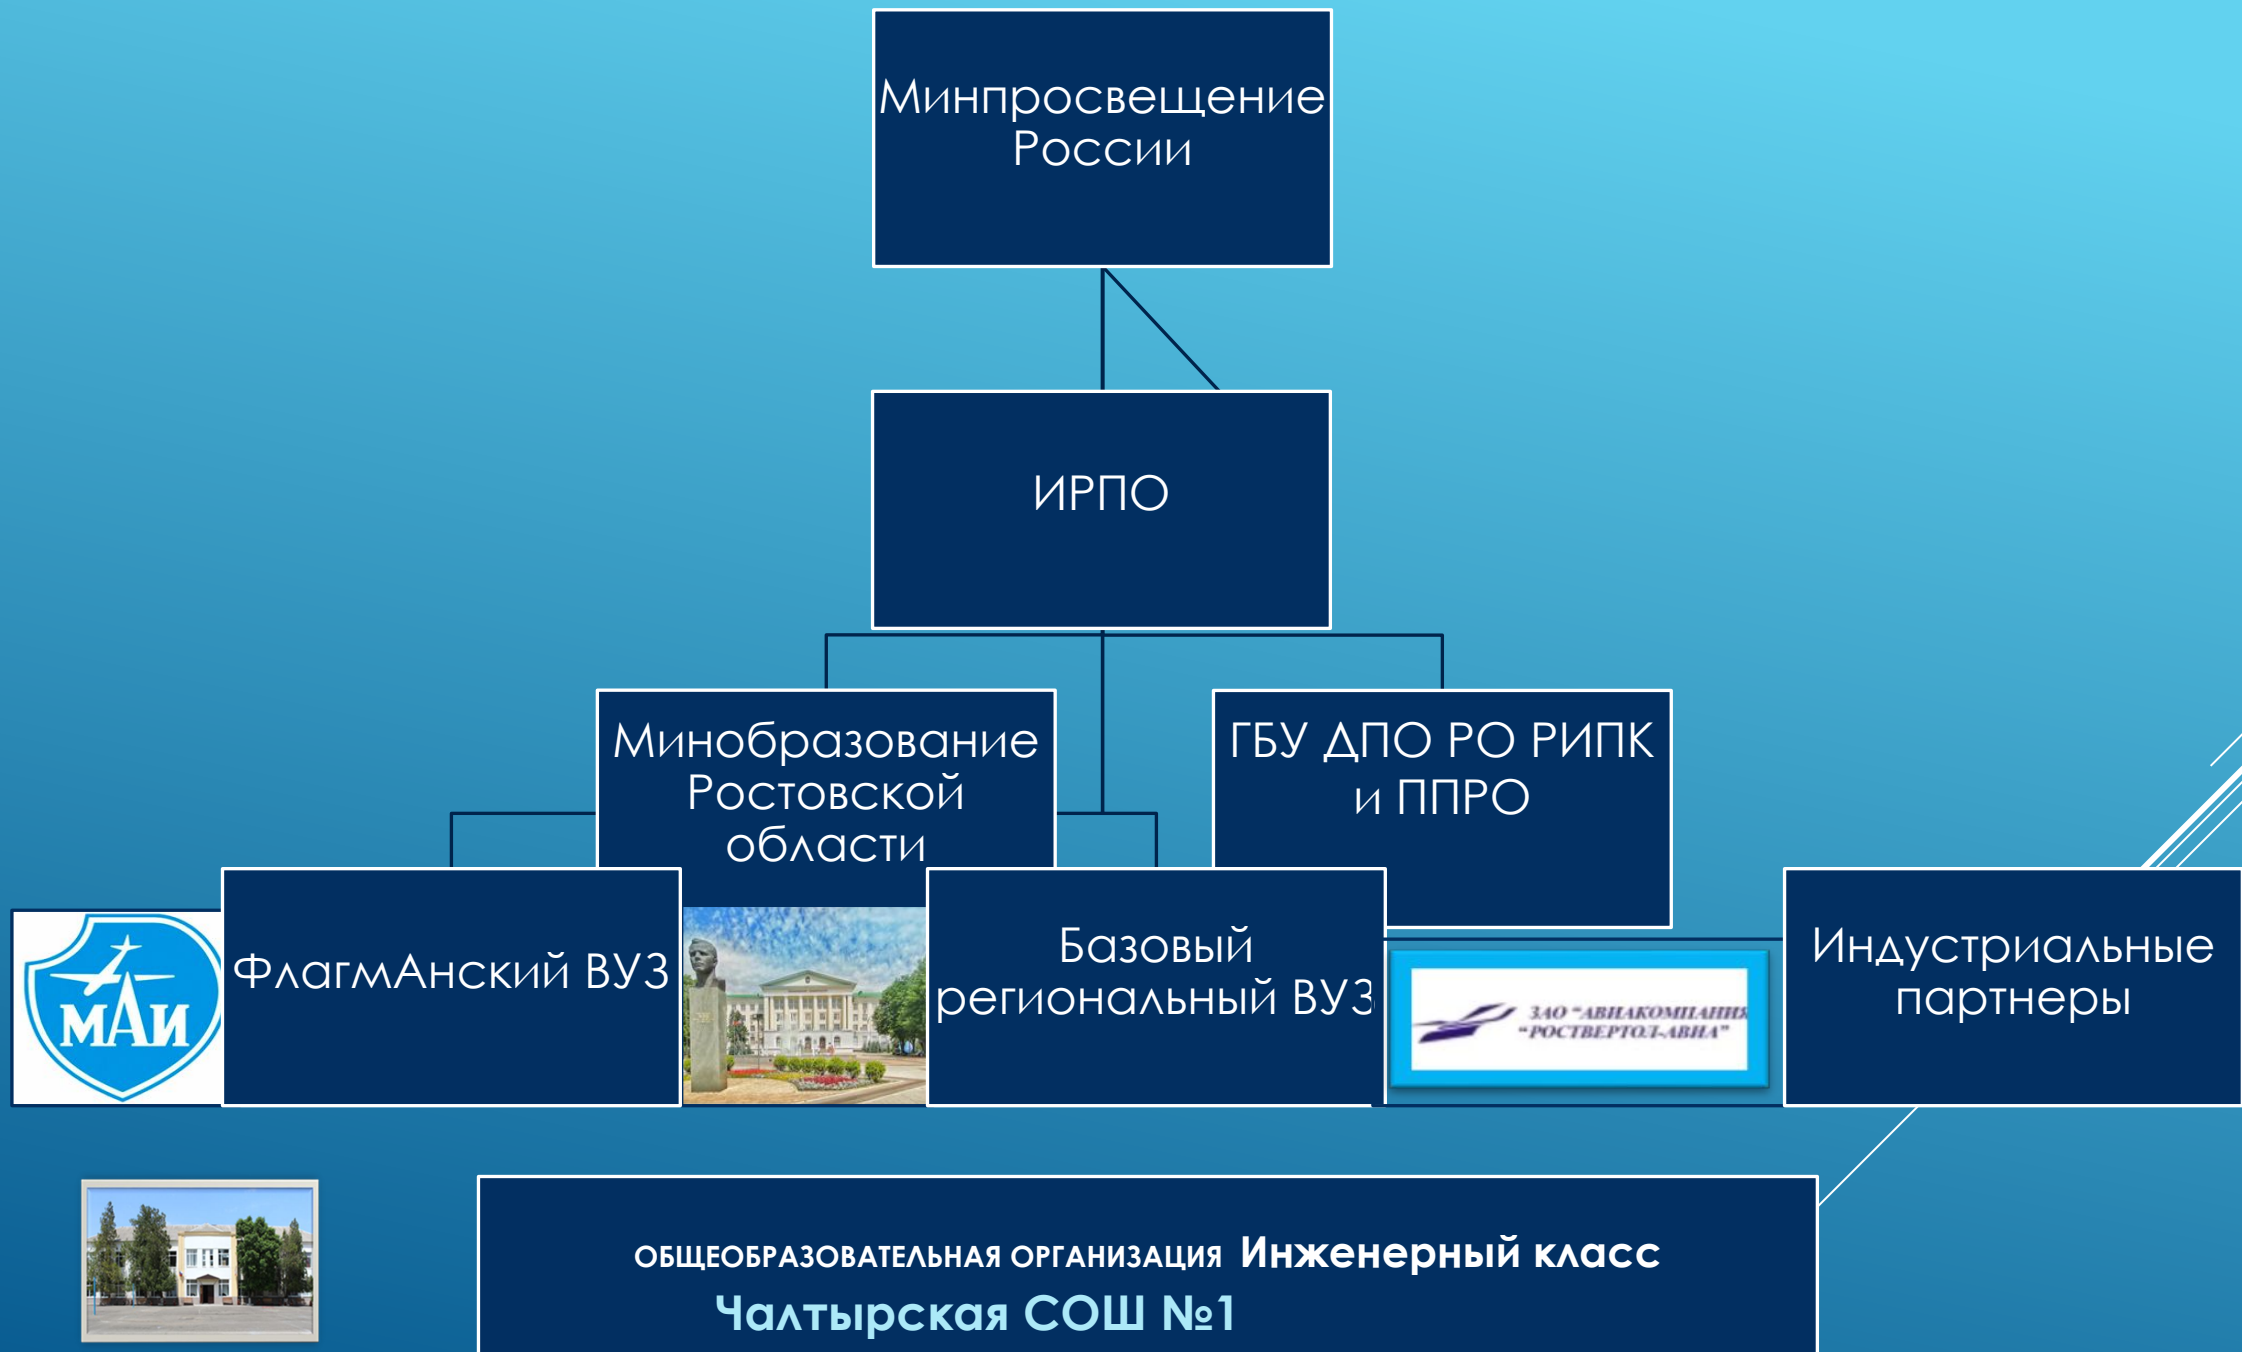 Минпросвещение
России
ИРПО
Минобразование
Ростовской
области
ГБУ ДПО РО РИПК
и ППРО
МАИ
ФлагмАнский ВУЗ
Базовый
региональный ВУЗ
ЗАО "АВИАКОМПАНИЯ
"РОСТВЕРТОЛ-АВИА"
Индустриальные
партнеры
ОБЩЕОБРАЗОВАТЕЛЬНАЯ ОРГАНИЗАЦИЯ Инженерный класс
Чалтырская СОШ №1